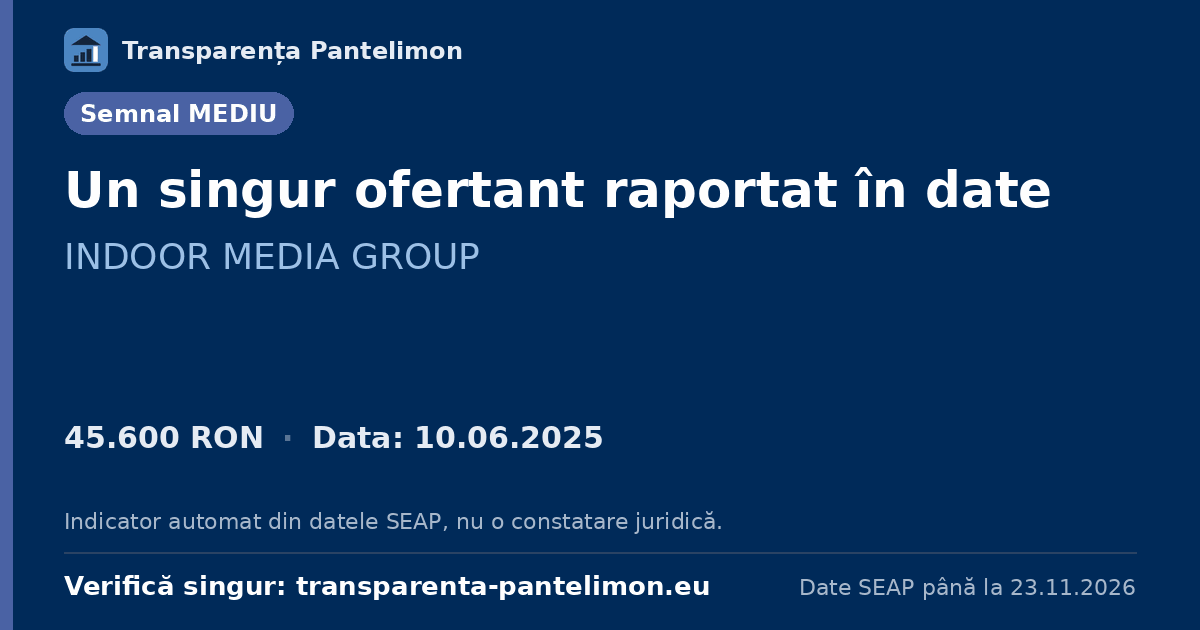 Transparența Pantelimon
Semnal MEDIU
Un singur ofertant raportat în date
INDOOR MEDIA GROUP
45.600 RON · Data: 10.06.2025
Indicator automat din datele SEAP, nu o constatare juridică.
Verifică singur: transparenta-pantelimon.eu
Date SEAP până la 23.11.2026